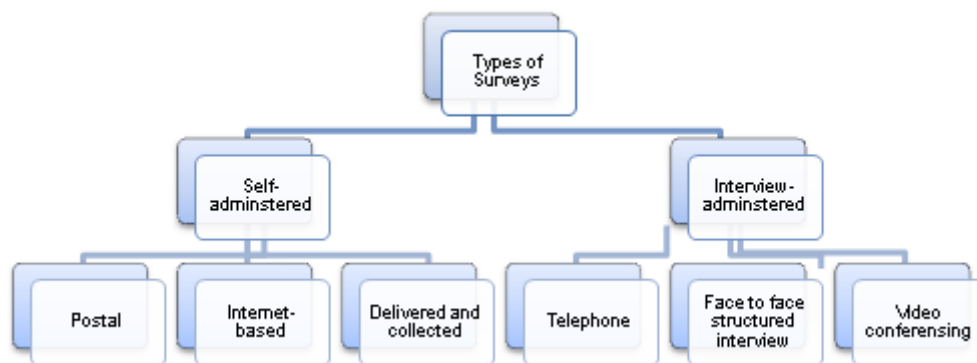 Types of
Surveys
Self-
adminstered
Interview-
adminstered
Postal
Internet-
based
Delivered and
collected
Telephone
Face to face
structured
interview
Video
conferensing